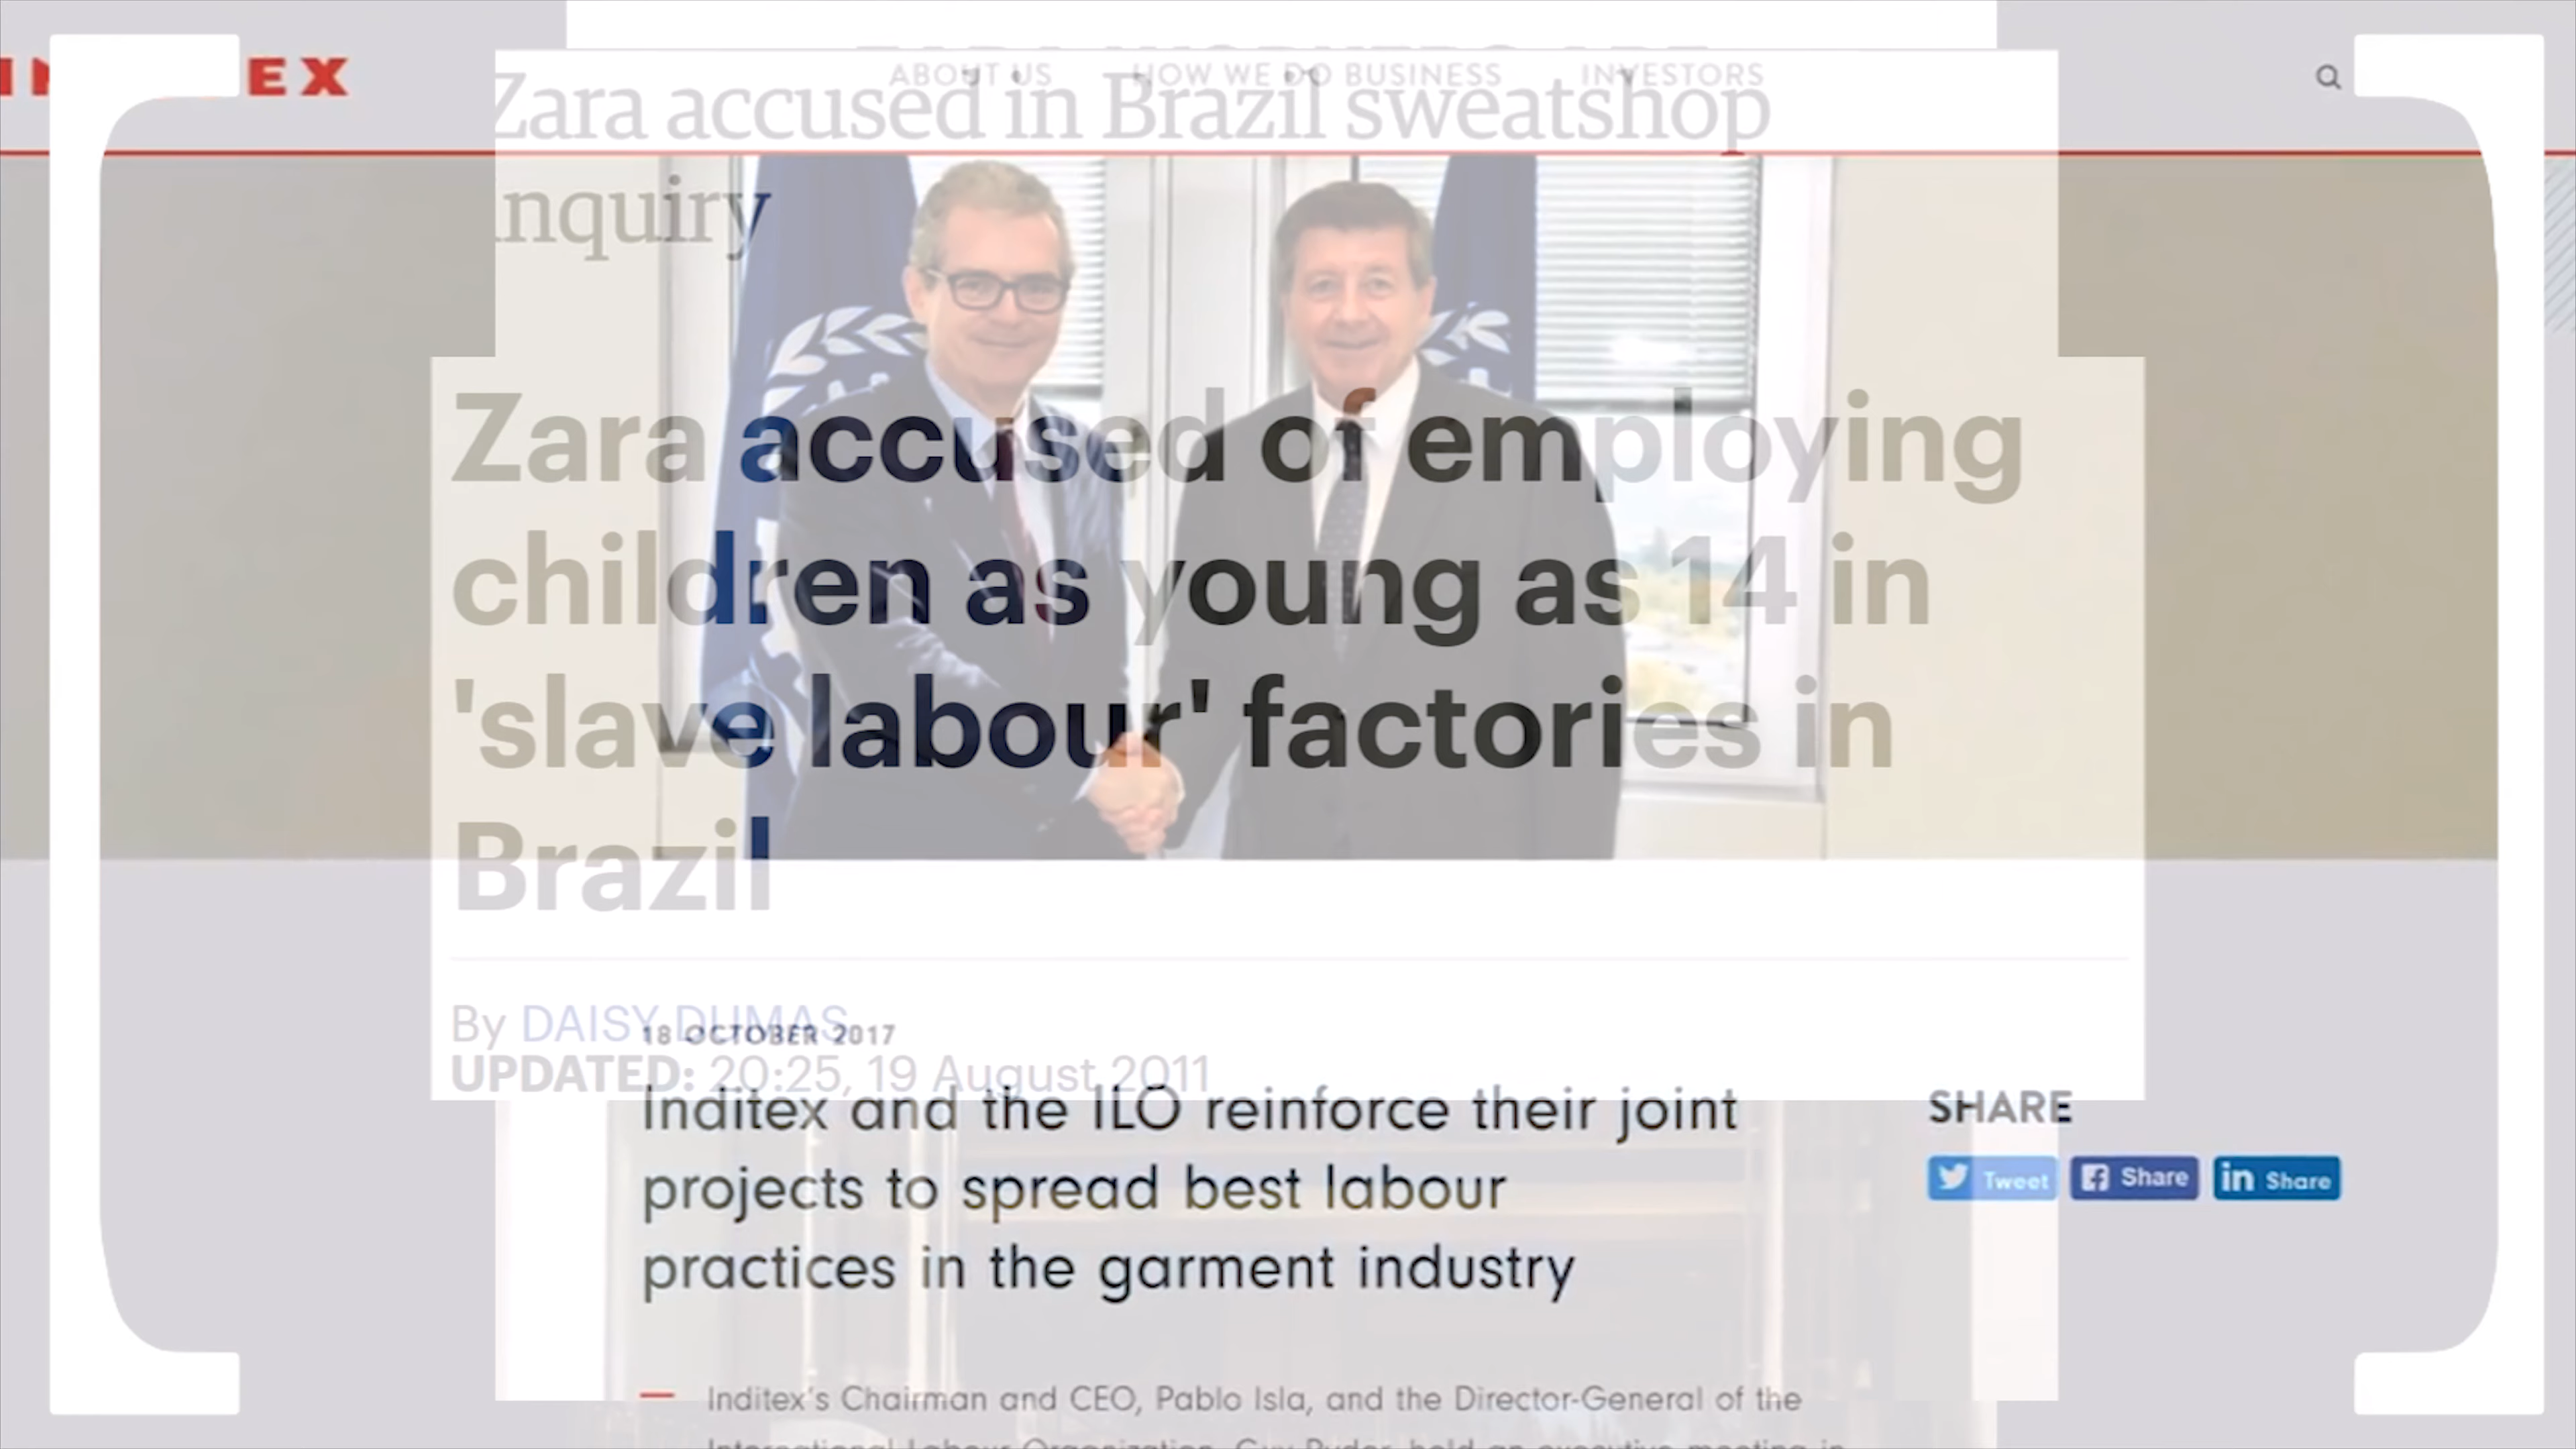 EX
ABOUT US HOW WE DO BUSINESS INVESTORS
Zara accused in Brazil sweatshop
inquiry
Zara accused of employing
children as young as 14 in
'slave labour' factories in
Brazil
By DAISY DUMAS
18 OCTOBER 2017
UPDATED: 20:25, 19 August 2011
Inditex and the ILO reinforce their joint
projects to spread best labour
practices in the garment industry
SHARE
Tweet Share in Share
Inditex's Chairman and CEO, Pablo Isla, and the Director-General of the